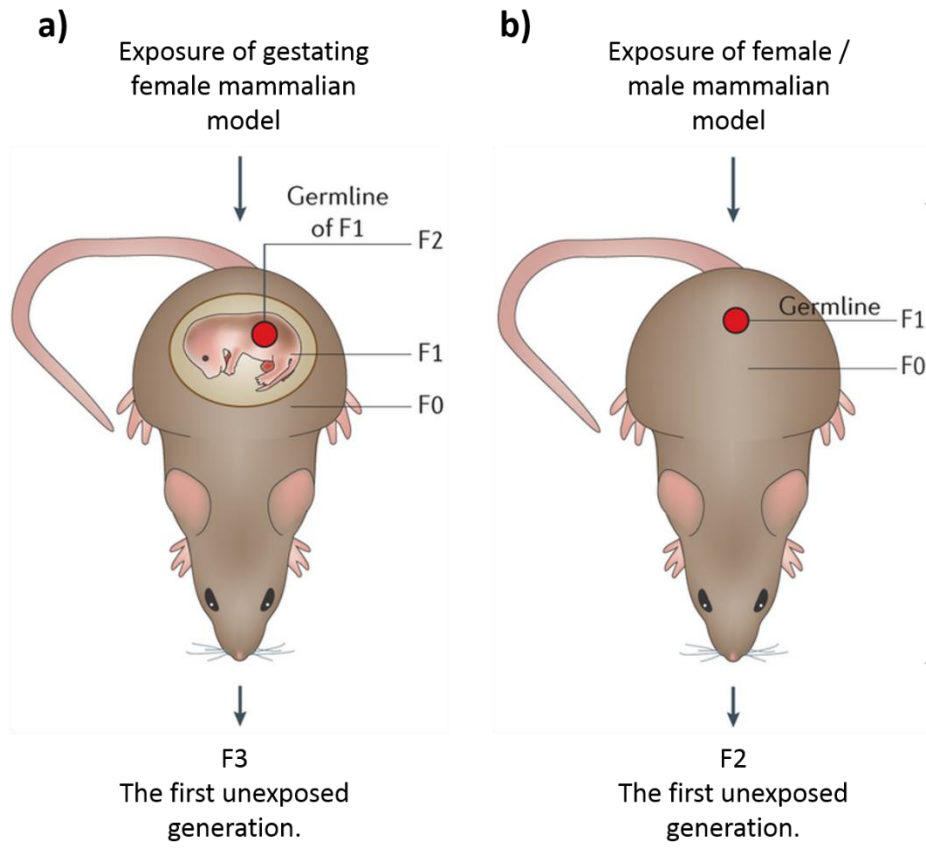 a)
Exposure of gestating
female mammalian
model
Germline
of F1
F2
F1
F0
F3
The first unexposed
generation.
b)
Exposure of female /
male mammalian
model
Germline
F1
F0
F2
The first unexposed
generation.